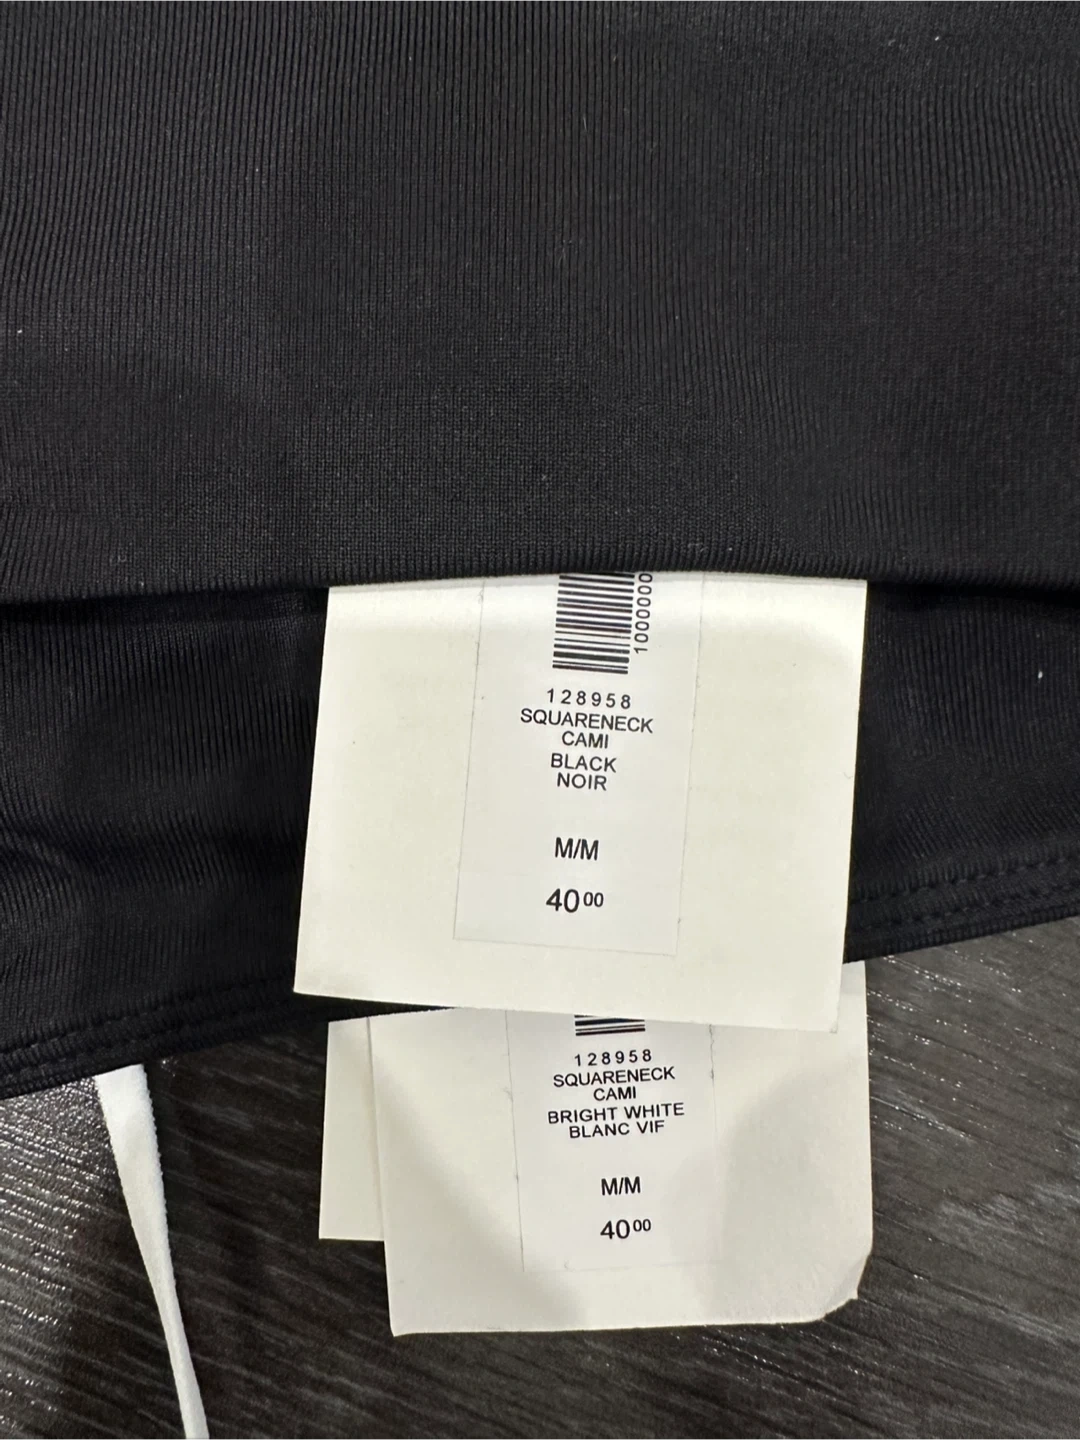 1000000
128958
SQUARENECK
CAMI
BLACK
NOIR
M/M
40 00
128958
SQUARENECK
CAMI
BRIGHT WHITE
BLANC VIF
M/M
40 00